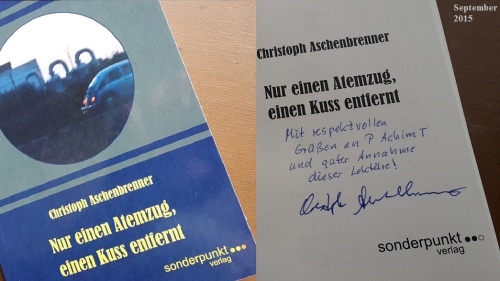 Christoph Aschenbrenner
Nur einen Atemzug,
einen Kuss entfernt
sonderpunkt
verlag
September
2015
Christoph Aschenbrenner
Nur einen Atemzug,
einen Kuss entfernt
Mit respektvollen
Grüßen an P Achim T
und guter Annahme
dieser Lektüre!
sonderpunkt
verlag